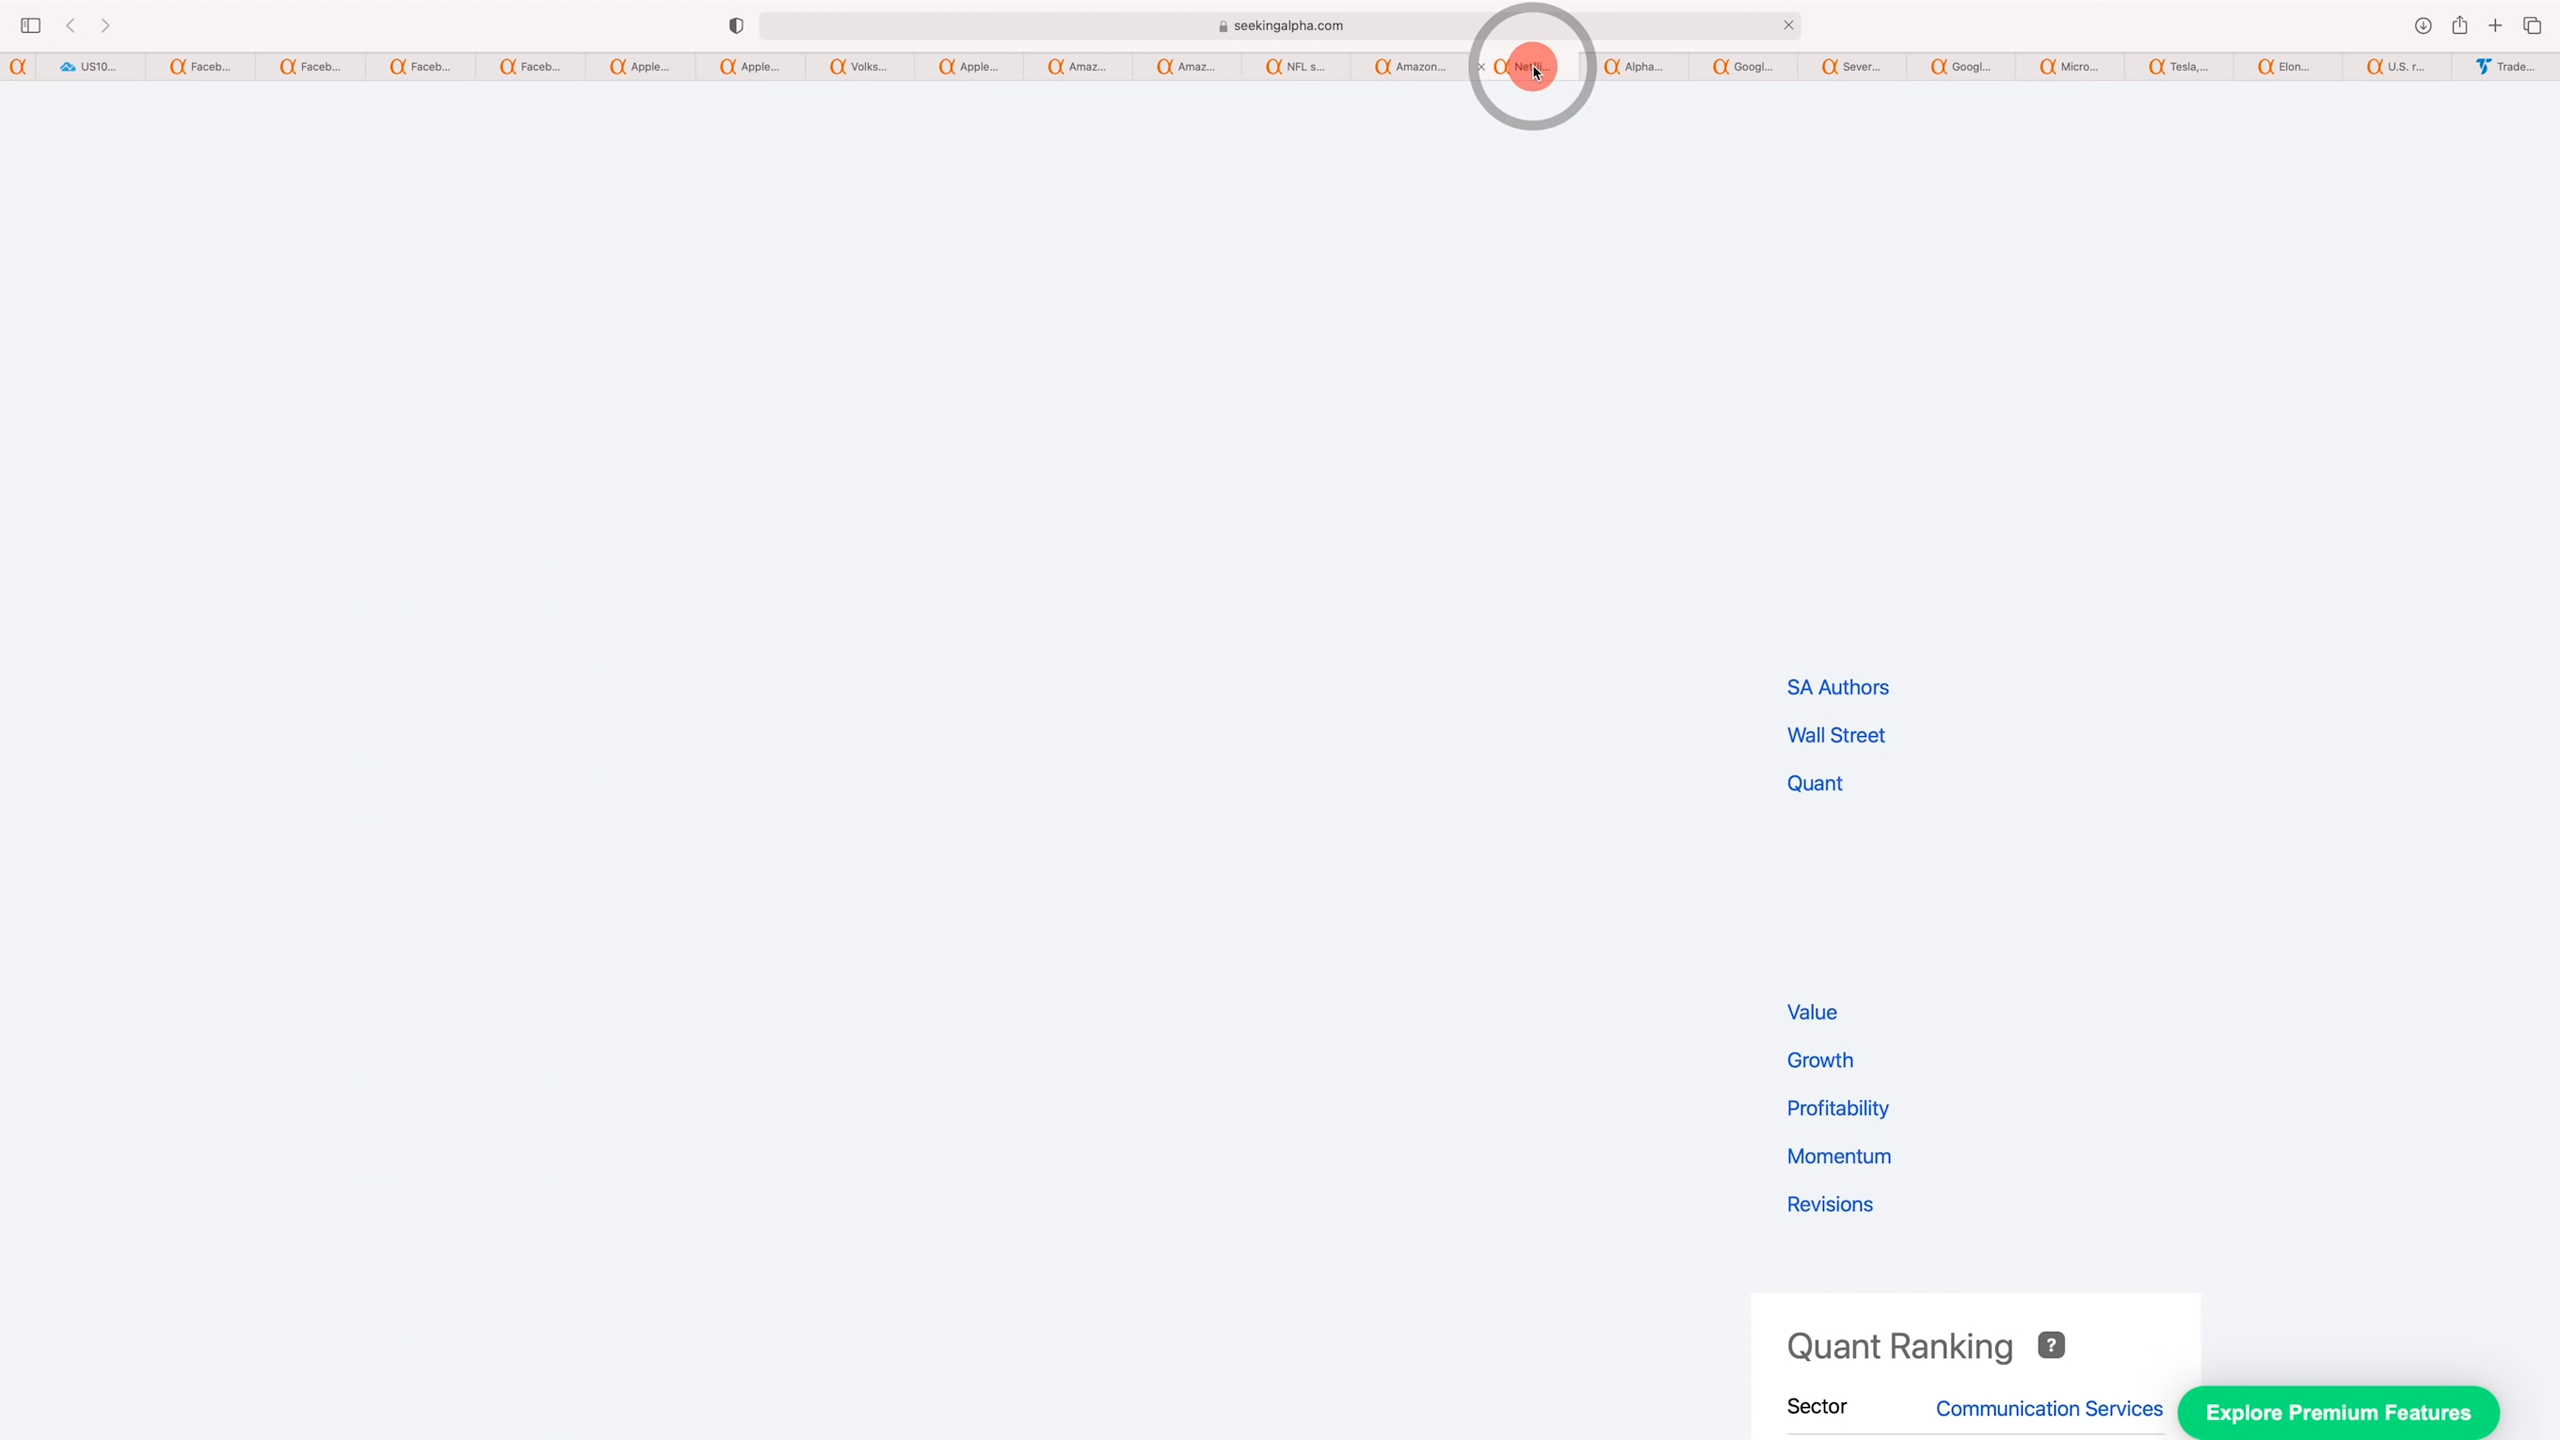 seekingalpha.com
US10...
Faceb...
Faceb...
Faceb...
Faceb...
Apple...
Apple...
Volks...
Apple...
Amaz...
Amaz...
NFL s...
Amazon...
Alpha...
Googl...
Sever...
Googl...
Micro...
Tesla,...
Elon...
U.S. r...
Trade...
SA Authors
Wall Street
Quant
Value
Growth
Profitability
Momentum
Revisions
Quant Ranking ?
Sector Communication Services
Explore Premium Features